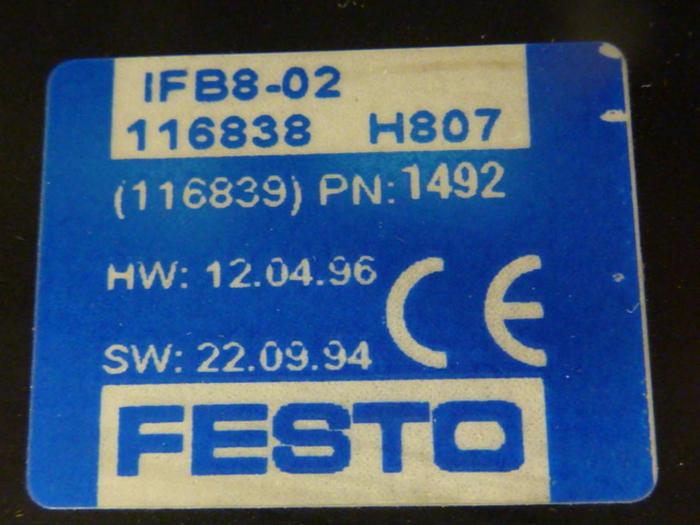 IFB8-02
116838 H807
(116839) PN:1492
HW: 12.04.96
SW: 22.09.94
CE
FESTO